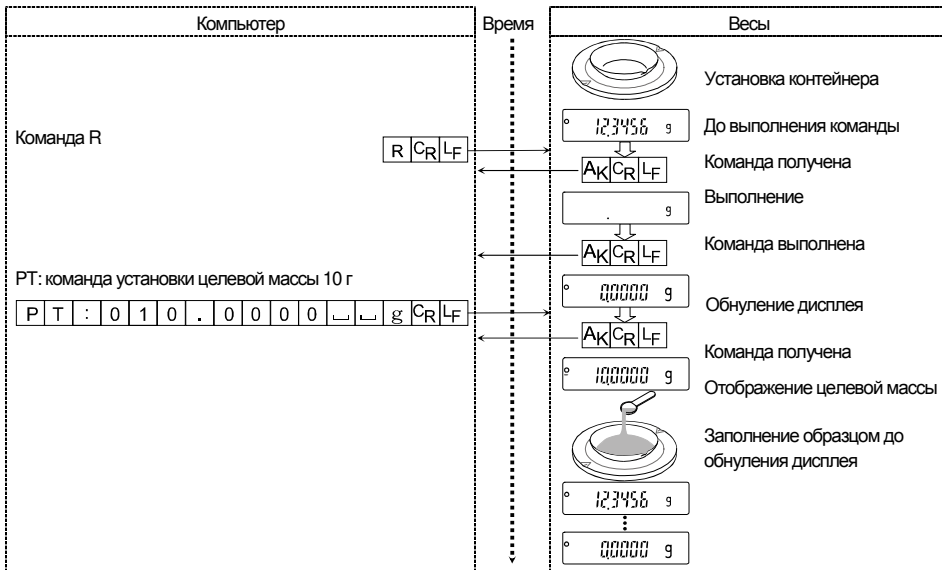 Компьютер
Время
Весы
Установка контейнера
12.3456 g
До выполнения команды
Команда R
R CR LF
Команда получена
AK CR LF
Выполнение
. g
Команда выполнена
AK CR LF
PT: команда установки целевой массы 10 г
0.0000 g
Обнуление дисплея
P T : 0 1 0 . 0 0 0 0 ␣ ␣ g CR LF
AK CR LF
Команда получена
10.0000 g
Отображение целевой массы
Заполнение образцом до
обнуления дисплея
12.3456 g
0.0000 g